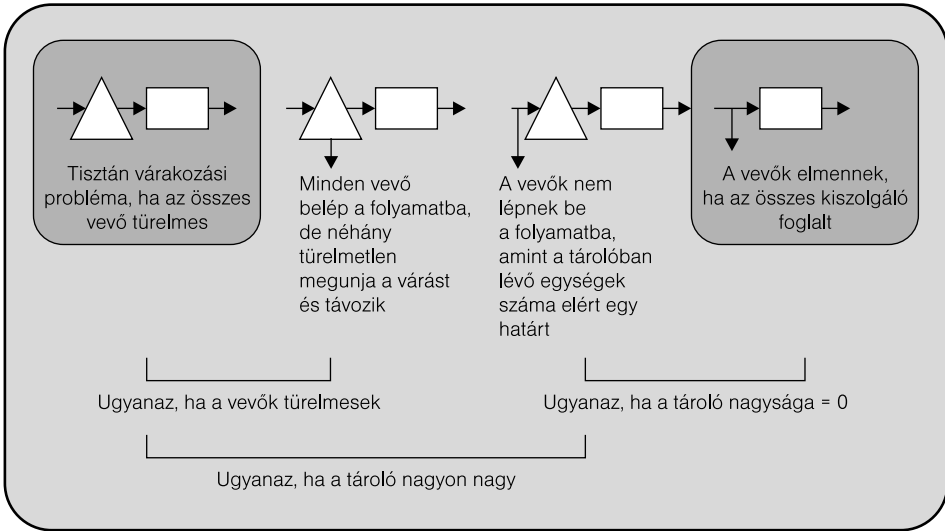 Tisztán várakozási
probléma, ha az összes
vevő türelmes
Minden vevő
belép a folyamatba,
de néhány
türelmetlen
megunja a várást
és távozik
A vevők nem
lépnek be
a folyamatba,
amint a tárolóban
lévő egységek
száma elért egy
határt
A vevők elmennek,
ha az összes kiszolgáló
foglalt
Ugyanaz, ha a vevők türelmesek
Ugyanaz, ha a tároló nagysága = 0
Ugyanaz, ha a tároló nagyon nagy